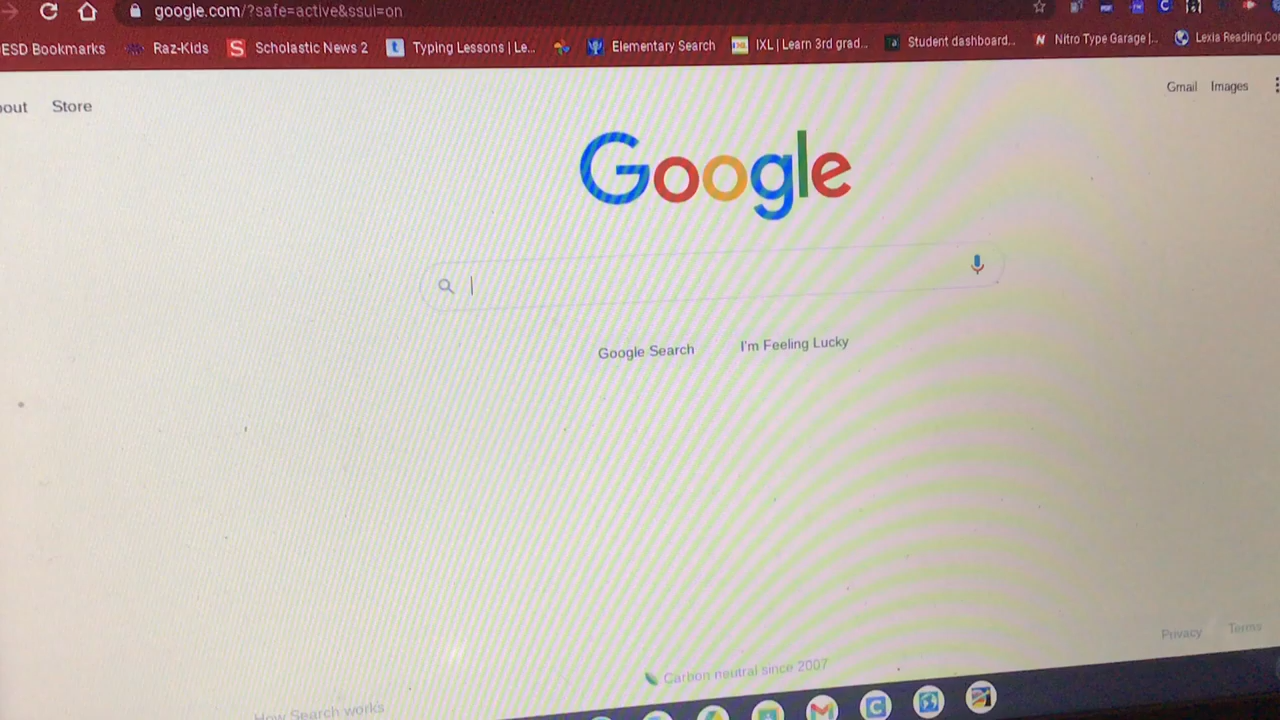 google.com/?safe=active&ssui=on
ESD Bookmarks Raz-Kids Scholastic News 2 Typing Lessons | Le... Elementary Search IXL | Learn 3rd grad... Student dashboard... Nitro Type Garage |... Lexia Reading Co
out Store Gmail Images
Google
Google Search I'm Feeling Lucky
Privacy Terms
Carbon neutral since 2007
How Search works